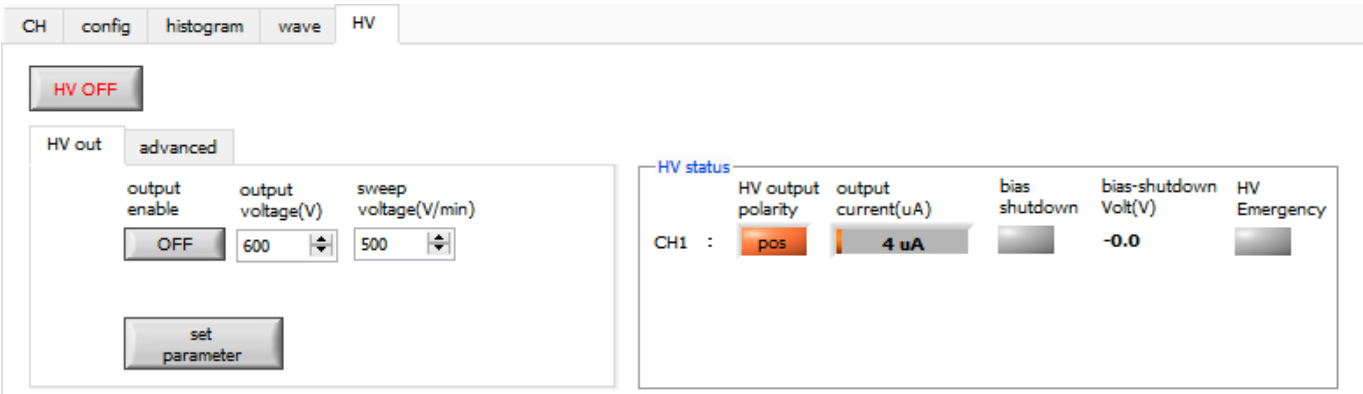 CH config histogram wave HV
HV OFF
HV out advanced
output enable
output voltage(V)
sweep voltage(V/min)
OFF 600 500
set
parameter
HV status
HV output polarity
output current(uA)
bias shutdown
bias-shutdown Volt(V)
HV Emergency
CH1 : pos 4 uA -0.0